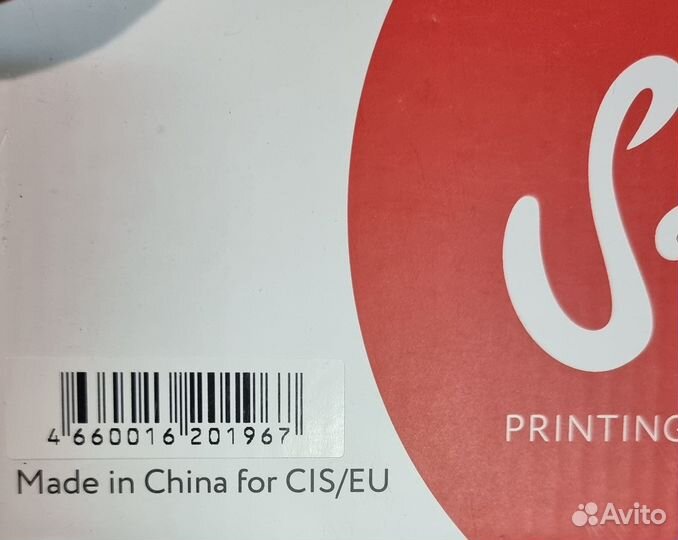 PRINTING
4 660016 201967
Made in China for CIS/EU
Avito